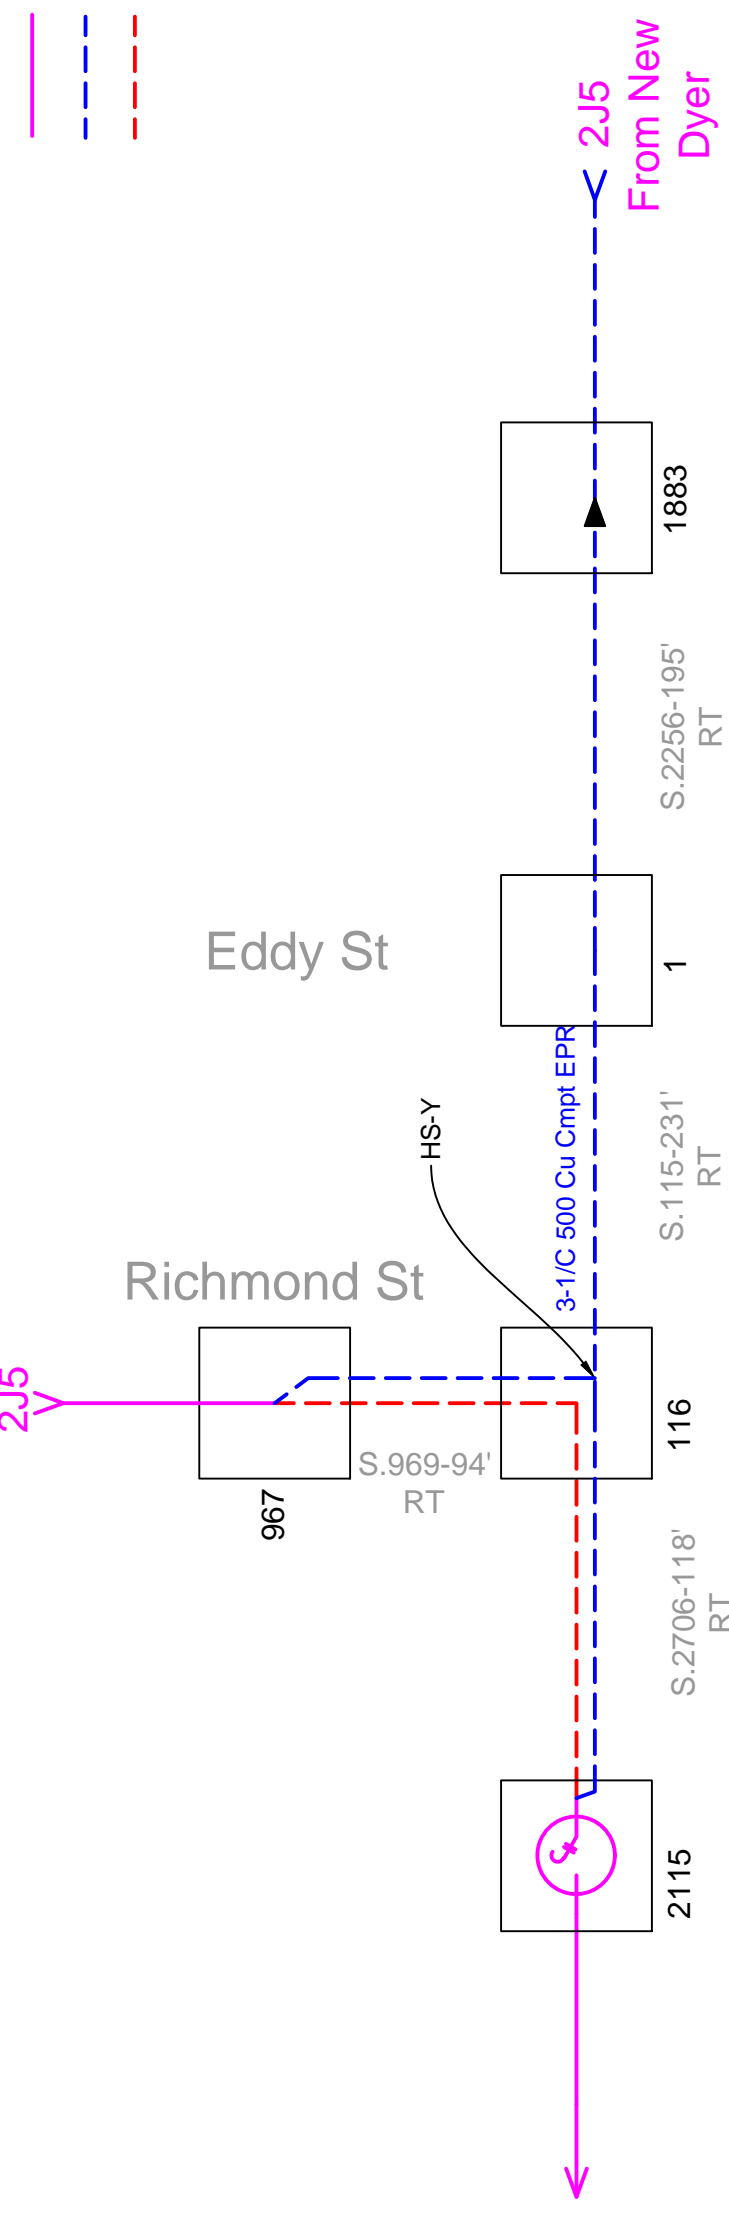 2J5
From New
Dyer
1883
S.2256-195'
RT
Eddy St
1
3-1/C 500 Cu Cmpt EPR
HS-Y
S.115-231'
RT
Richmond St
2J5
967
S.969-94'
RT
116
S.2706-118'
RT
2115